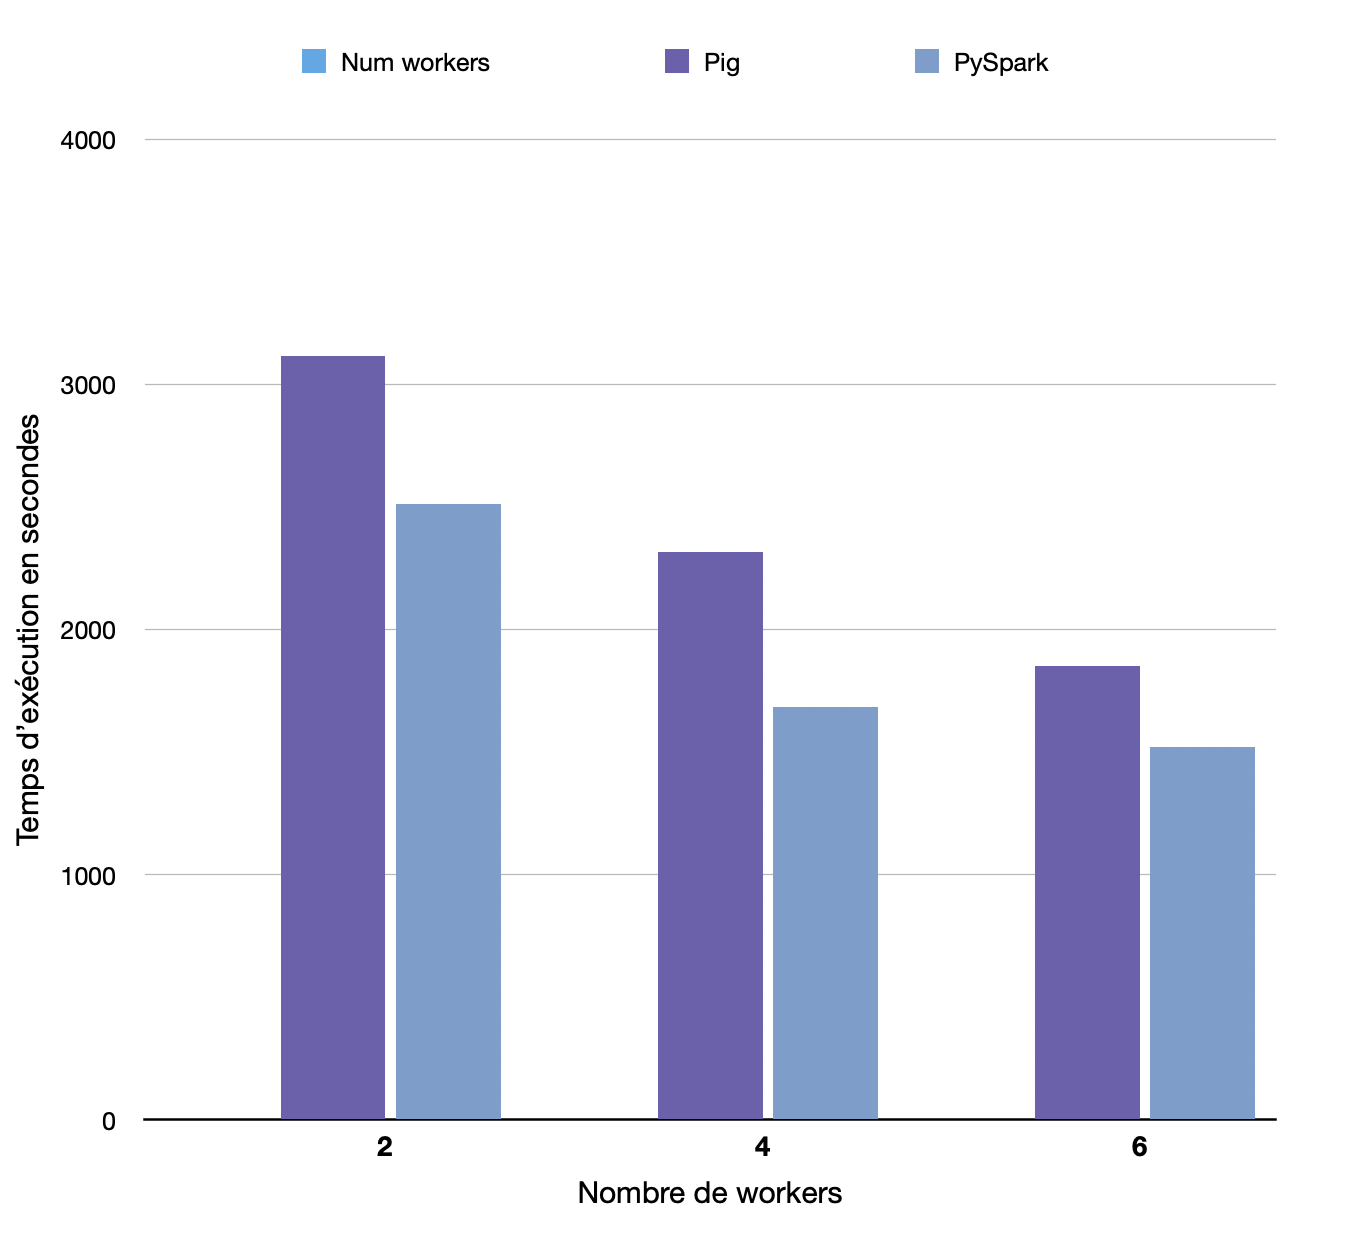 Num workers
Pig
PySpark
4000
3000
2000
1000
0
Temps d’exécution en secondes
2
4
6
Nombre de workers